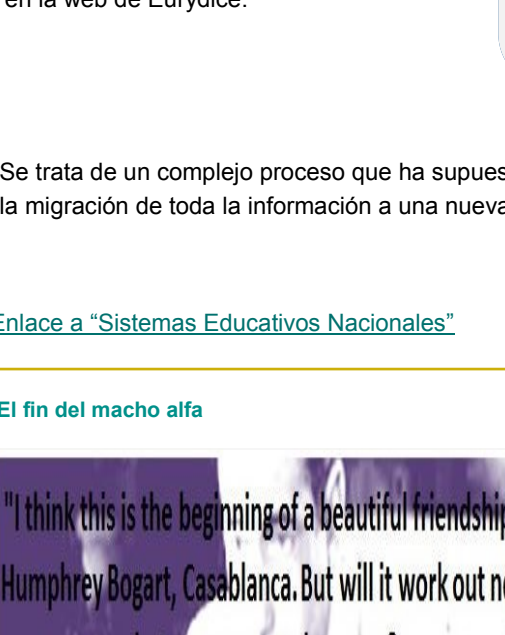 en la web de Eurydice.
Se trata de un complejo proceso que ha supues
la migración de toda la información a una nueva
Enlace a “Sistemas Educativos Nacionales”
El fin del macho alfa
"I think this is the beginning of a beautiful friendship
Humphrey Bogart, Casablanca. But will it work out n